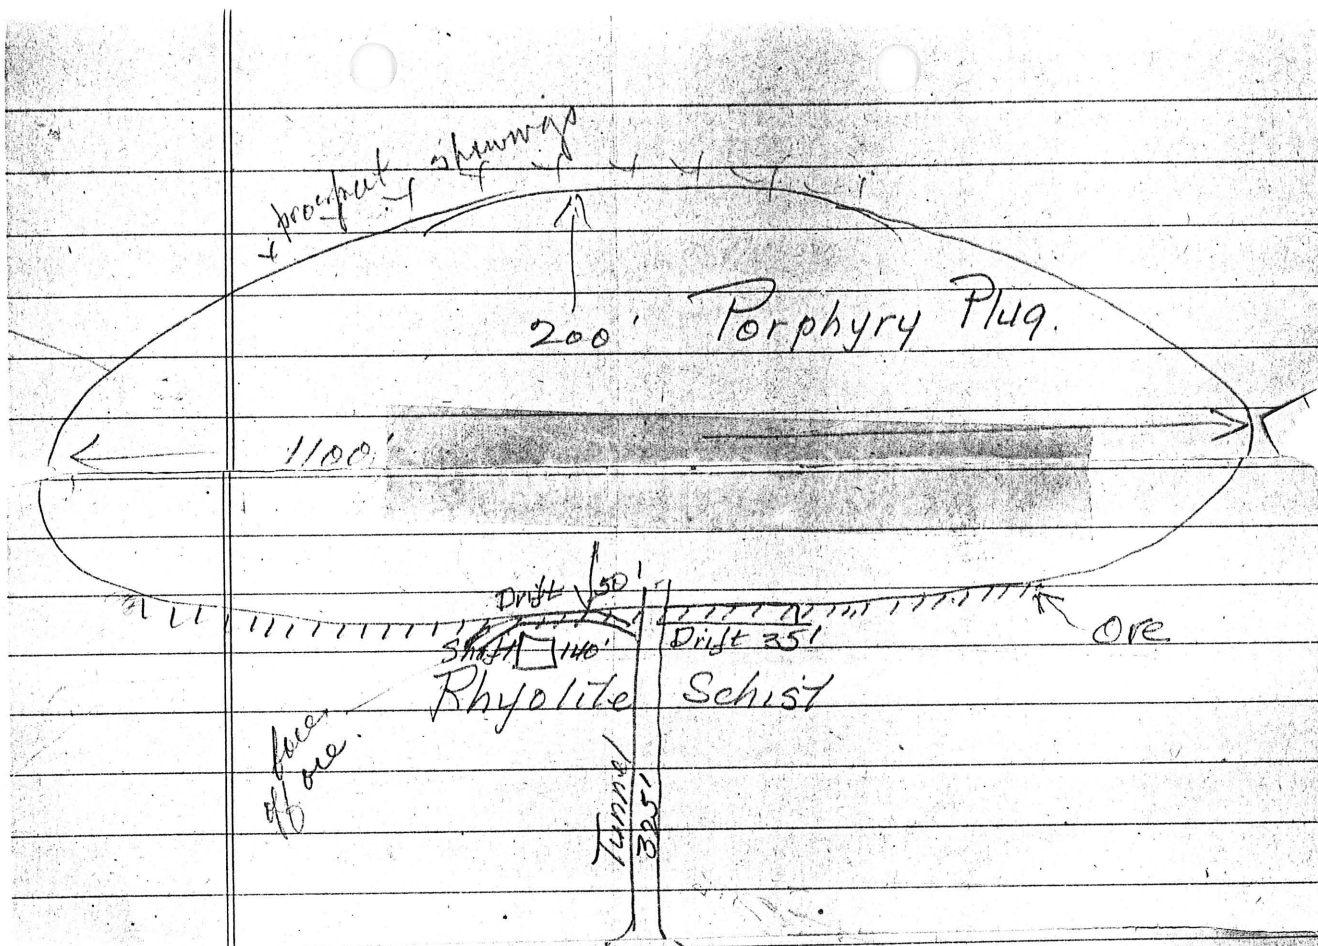 prospect showings
200' Porphyry Plug.
1100'
Drift 50'
Shaft 140' Drift 35'
Ore
Rhyolite Schist
face
of ore.
Tunnel
325'